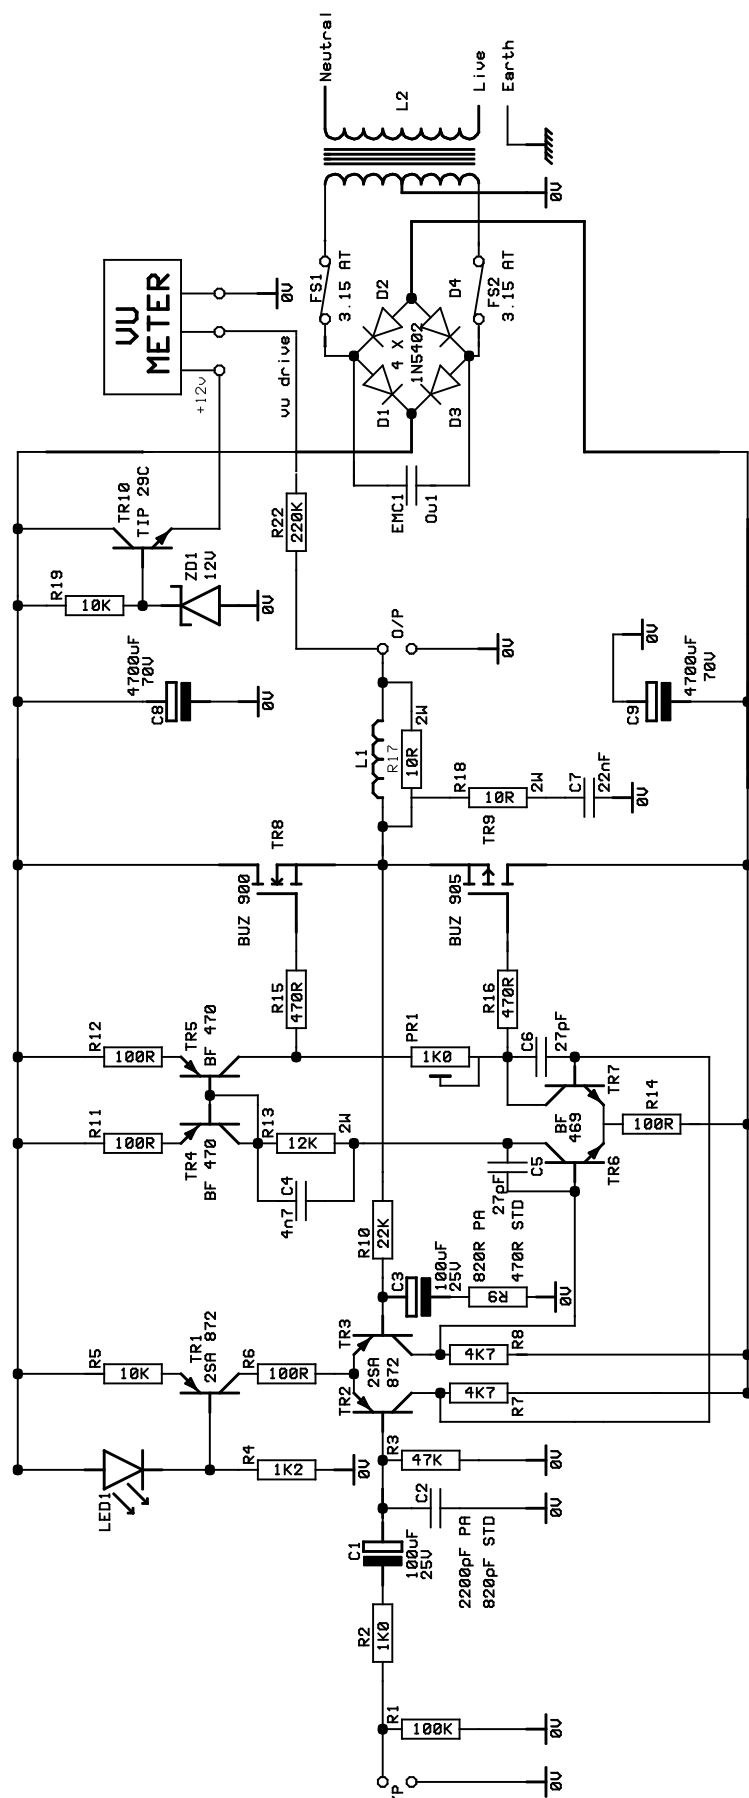 Neutral
Live
Earth
L2
0V
FS1
3.15 AT
FS2
3.15 AT
D2
D4
D1
D3
4 X
1N5402
EMC1
0u1
VU
METER
0V
vu drive
+12v
TR10
TIP 29C
R22
220K
R19
10K
ZD1
12V
0V
O/P
0V
C8
4700uF
70V
0V
C9
4700uF
70V
0V
L1
R17
10R
2W
R18
10R
2W
C7
22nF
0V
TR8
BUZ 900
TR9
BUZ 905
R15
470R
R16
470R
R12
100R
TR5
BF 470
R11
100R
TR4
BF 470
R13
12K
2W
C4
4n7
PR1
1K0
C6
27pF
C5
27pF
TR7
BF
469
TR6
R14
100R
R10
22K
C3
100uF
25V
R9
820R PA
470R STD
0V
R5
10K
TR1
2SA 872
R6
100R
TR3
2SA
872
TR2
R8
4K7
R7
4K7
LED1
R4
1K2
0V
R3
47K
0V
C2
2200pF PA
820pF STD
0V
C1
100uF
25V
R2
1K0
R1
100K
0V
/P
0V